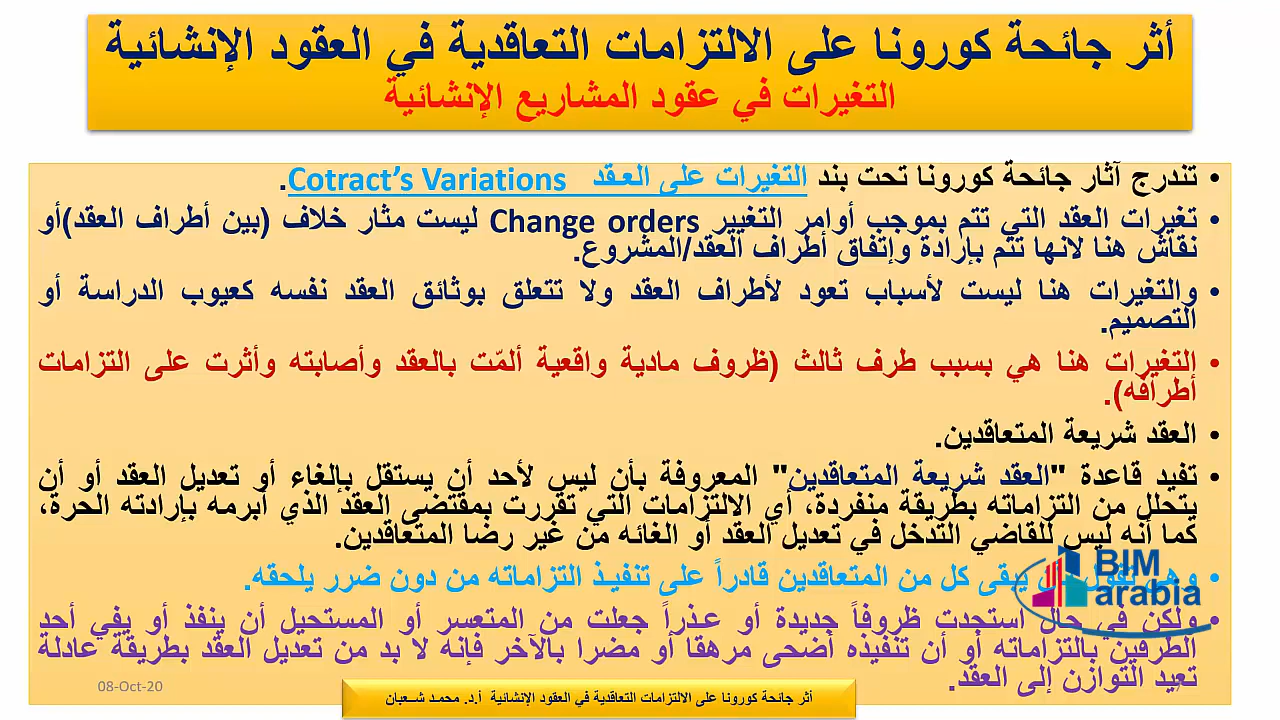 أثر جائحة كورونا على الالتزامات التعاقدية في العقود الإنشائية
التغيرات في عقود المشاريع الإنشائية
• تندرج آثار جائحة كورونا تحت بند التغيرات على العـقد Cotract’s Variations.
• تغيرات العقد التي تتم بموجب أوامر التغيير Change orders ليست مثار خلاف (بين أطراف العقد)أو
نقاش هنا لانها تتم بإرادة وإتفاق أطراف العقد/المشروع.
• والتغيرات هنا ليست لأسباب تعود لأطراف العقد ولا تتعلق بوثائق العقد نفسه كعيوب الدراسة أو
التصميم.
• التغيرات هنا هي بسبب طرف ثالث (ظروف مادية واقعية ألمّت بالعقد وأصابته وأثرت على التزامات
أطرافه).
• العقد شريعة المتعاقدين.
• تفيد قاعدة "العقد شريعة المتعاقدين" المعروفة بأن ليس لأحد أن يستقل بإلغاء أو تعديل العقد أو أن
يتحلل من التزاماته بطريقة منفردة، أي الالتزامات التي تقررت بمقتضى العقد الذي أبرمه بإرادته الحرة،
كما أنه ليس للقاضي التدخل في تعديل العقد أو الغائه من غير رضا المتعاقدين.
• يبقى كل من المتعاقدين قادراً على تنفيـذ التزاماته من دون ضرر يلحقه.
• ولكن في حال استجدت ظروفاً جديدة أو عـذراً جعلت من المتعسر أو المستحيل أن ينفذ أو يفي أحد
الطرفين بالتزاماته أو أن تنفيذه أضحى مرهقا أو مضرا بالآخر فإنه لا بد من تعديل العقد بطريقة عادلة
تعيد التوازن إلى العقد.
BIM
arabia
08-Oct-20
أثر جائحة كورونا على الالتزامات التعاقدية في العقود الإنشائية أ.د. محمـد شـعبان